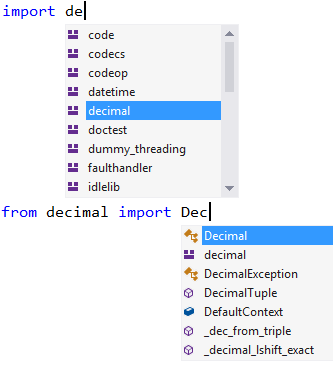 import de
code
codecs
codeop
datetime
decimal
doctest
dummy_threading
faulthandler
idlelib
from decimal import Dec
Decimal
decimal
DecimalException
DecimalTuple
DefaultContext
_dec_from_triple
_decimal_lshift_exact